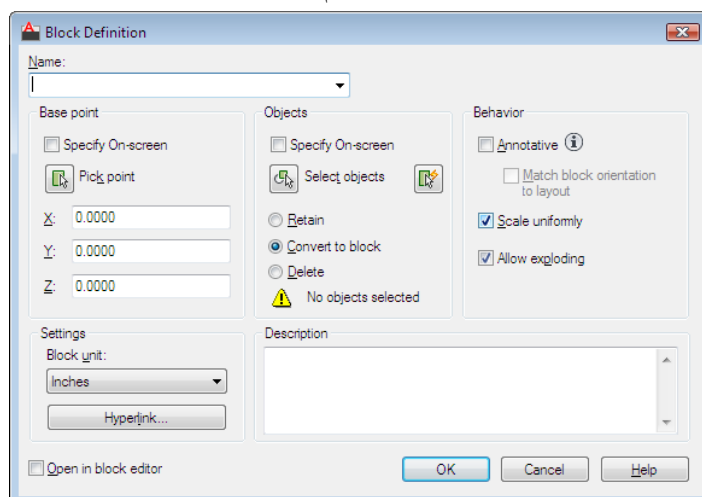 Block Definition
Name:
Base point
Specify On-screen
Pick point
X: 0.0000
Y: 0.0000
Z: 0.0000
Objects
Specify On-screen
Select objects
Retain
Convert to block
Delete
No objects selected
Behavior
Annotative
Match block orientation
to layout
Scale uniformly
Allow exploding
Settings
Block unit:
Inches
Hyperlink...
Description
Open in block editor
OK
Cancel
Help